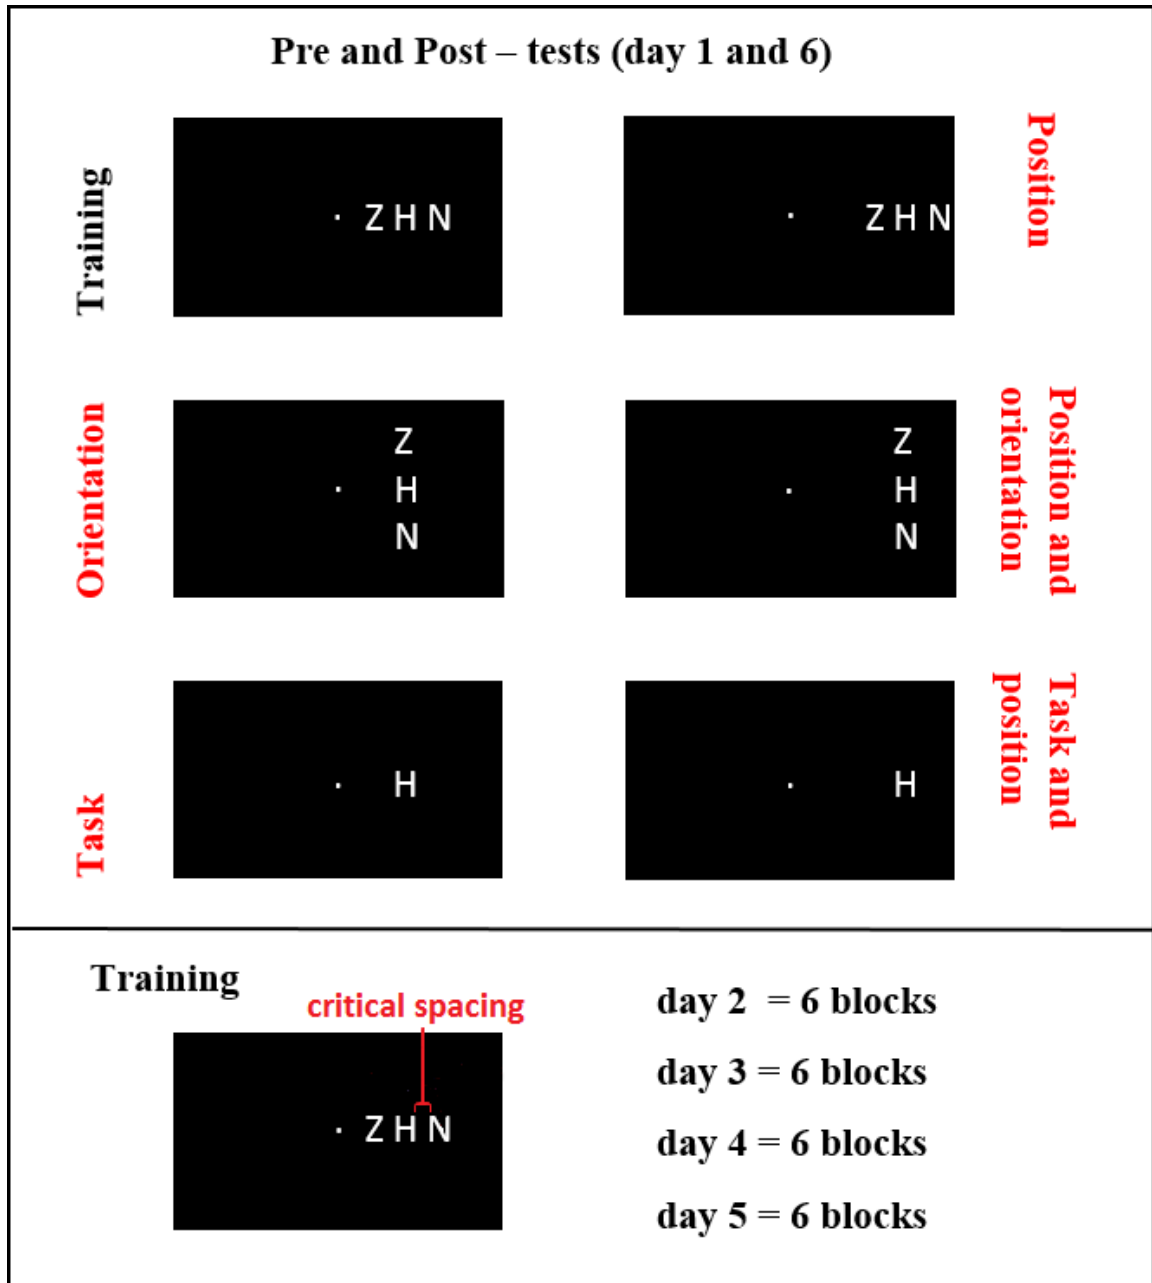 Pre and Post – tests (day 1 and 6)
Training
Z H N
Z H N
Position
Orientation
Z
H
N
Z
H
N
Position and
orientation
Task
H
H
Task and
position
Training
critical spacing
Z H N
day 2 = 6 blocks
day 3 = 6 blocks
day 4 = 6 blocks
day 5 = 6 blocks